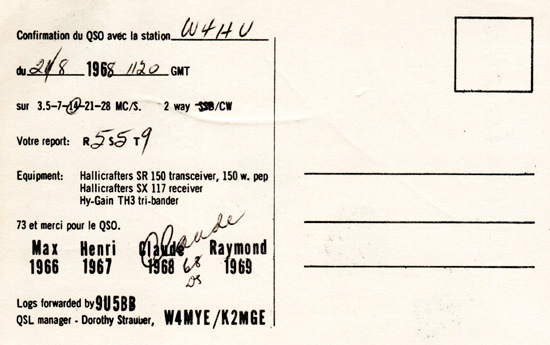 Confirmation du QSO avec la station W4HU
du 2/8 1968 1120 GMT
sur 3.5-7-14-21-28 MC/S. 2 way SSB/CW
Votre report: R 5 S 5 T 9
Equipment: Hallicrafters SR 150 transceiver, 150 w. pep
Hallicrafters SX 117 receiver
Hy-Gain TH3 tri-bander
73 et merci pour le QSO.
Claude
Max Henri Claude Raymond
1966 1967 1968 1969
68
Logs forwarded by 9U5BB
QSL manager - Dorothy Strauber, W4MYE/K2MGE